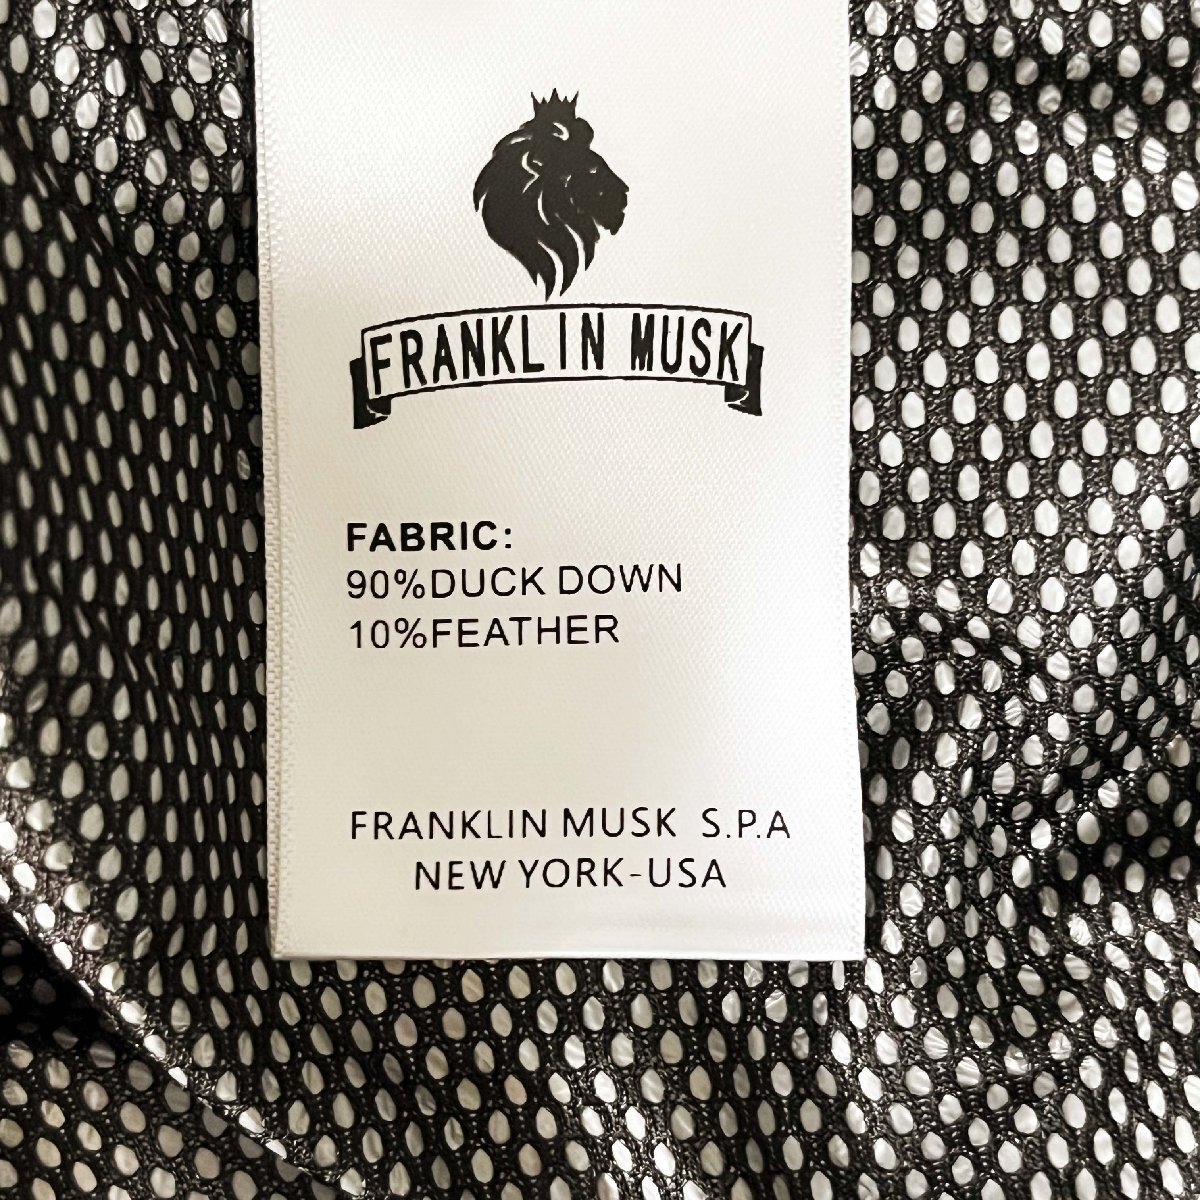 FRANKLIN MUSK
FABRIC:
90%DUCK DOWN
10%FEATHER
FRANKLIN MUSK S.P.A
NEW YORK-USA